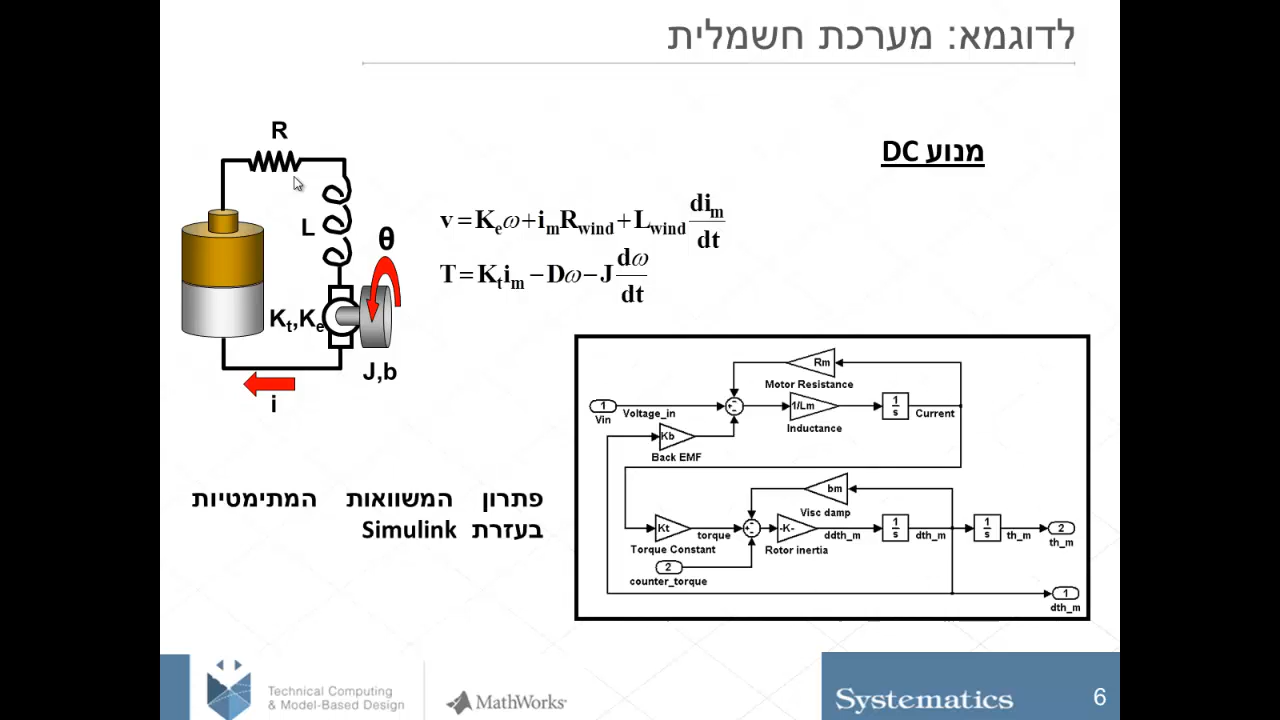 לדוגמא: מערכת חשמלית
מנוע DC
R
L
θ
Kt,Ke
J,b
i
v = Keω + imRwind + Lwind dim/dt
T = Ktim − Dω − J dω/dt
Rm
Motor Resistance
1
Vin
Voltage_in
1/Lm
Inductance
1/s
Current
Kb
Back EMF
bm
Visc damp
Kt
Torque Constant
torque
-K-
Rotor inertia
ddth_m
1/s
dth_m
1/s
th_m
2
th_m
2
counter_torque
1
dth_m
פתרון המשוואות המתימטיות
בעזרת Simulink
Technical Computing
& Model-Based Design
MathWorks
Systematics
6